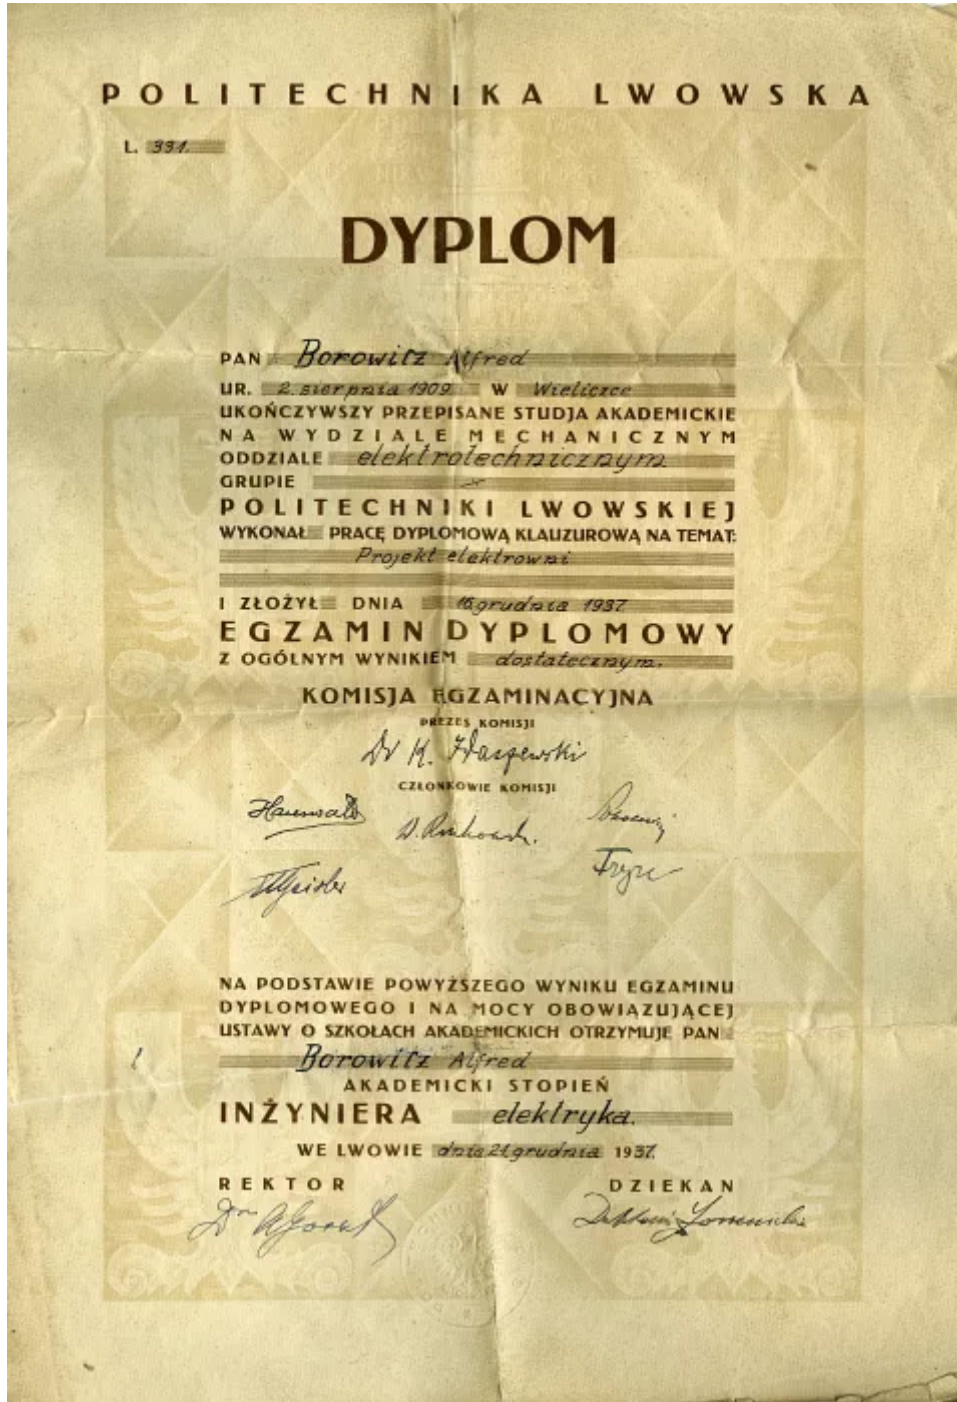 POLITECHNIKA LWOWSKA
L. 331.
DYPLOM
PAN Borowitz Alfred
UR. 2. sierpnia 1909 W Wieliczce
UKOŃCZYWSZY PRZEPISANE STUDJA AKADEMICKIE
NA WYDZIALE MECHANICZNYM
ODDZIALE elektrotechnicznym.
GRUPIE
POLITECHNIKI LWOWSKIEJ
WYKONAŁ PRACĘ DYPLOMOWĄ KLAUZUROWĄ NA TEMAT:
Projekt elektrowni
I ZŁOŻYŁ DNIA 16 grudnia 1937
EGZAMIN DYPLOMOWY
Z OGÓLNYM WYNIKIEM dostatecznym.
KOMISJA EGZAMINACYJNA
PREZES KOMISJI
Dr K. Idaszewski
CZŁONKOWIE KOMISJI
Fryze
NA PODSTAWIE POWYŻSZEGO WYNIKU EGZAMINU
DYPLOMOWEGO I NA MOCY OBOWIĄZUJĄCEJ
USTAWY O SZKOŁACH AKADEMICKICH OTRZYMUJE PAN
Borowitz Alfred
AKADEMICKI STOPIEŃ
INŻYNIERA elektryka.
WE LWOWIE dnia 21 grudnia 1937.
REKTOR DZIEKAN